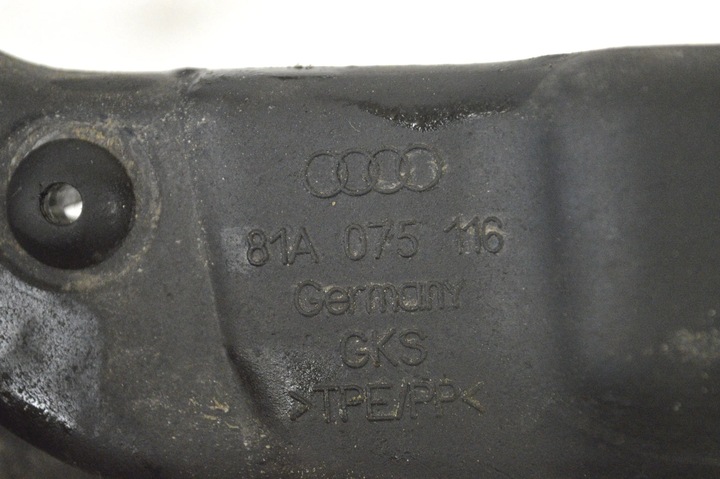 81A 075 116
Germany
GKS
>TPE/PP<